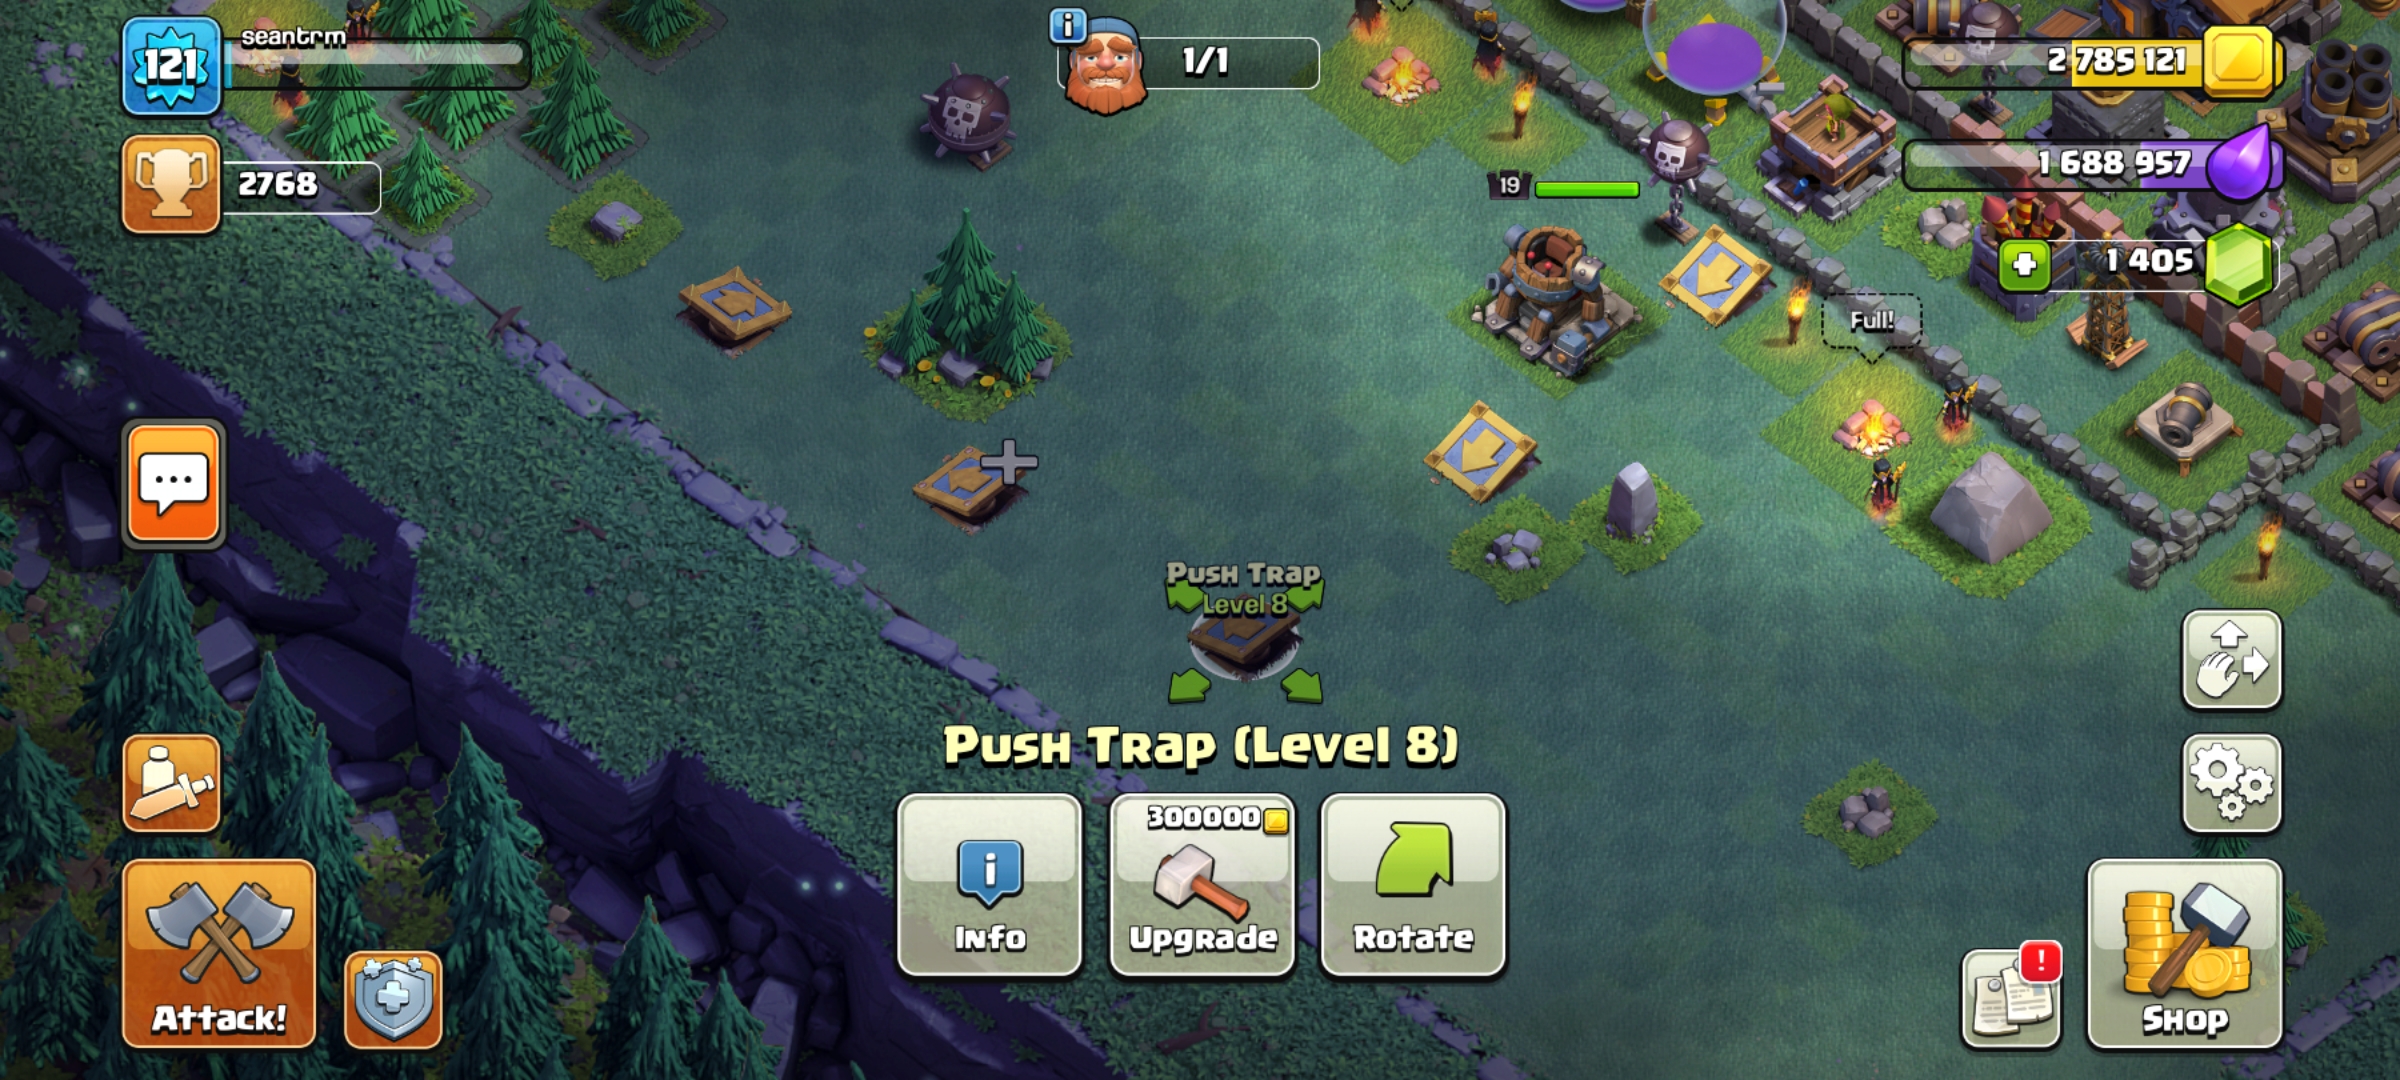 121
seantrm
1/1
2 785 121
2768
1 688 957
19
1 405
Full!
Push Trap
Level 8
Push Trap (Level 8)
300000
Info
Upgrade
Rotate
Attack!
!
Shop